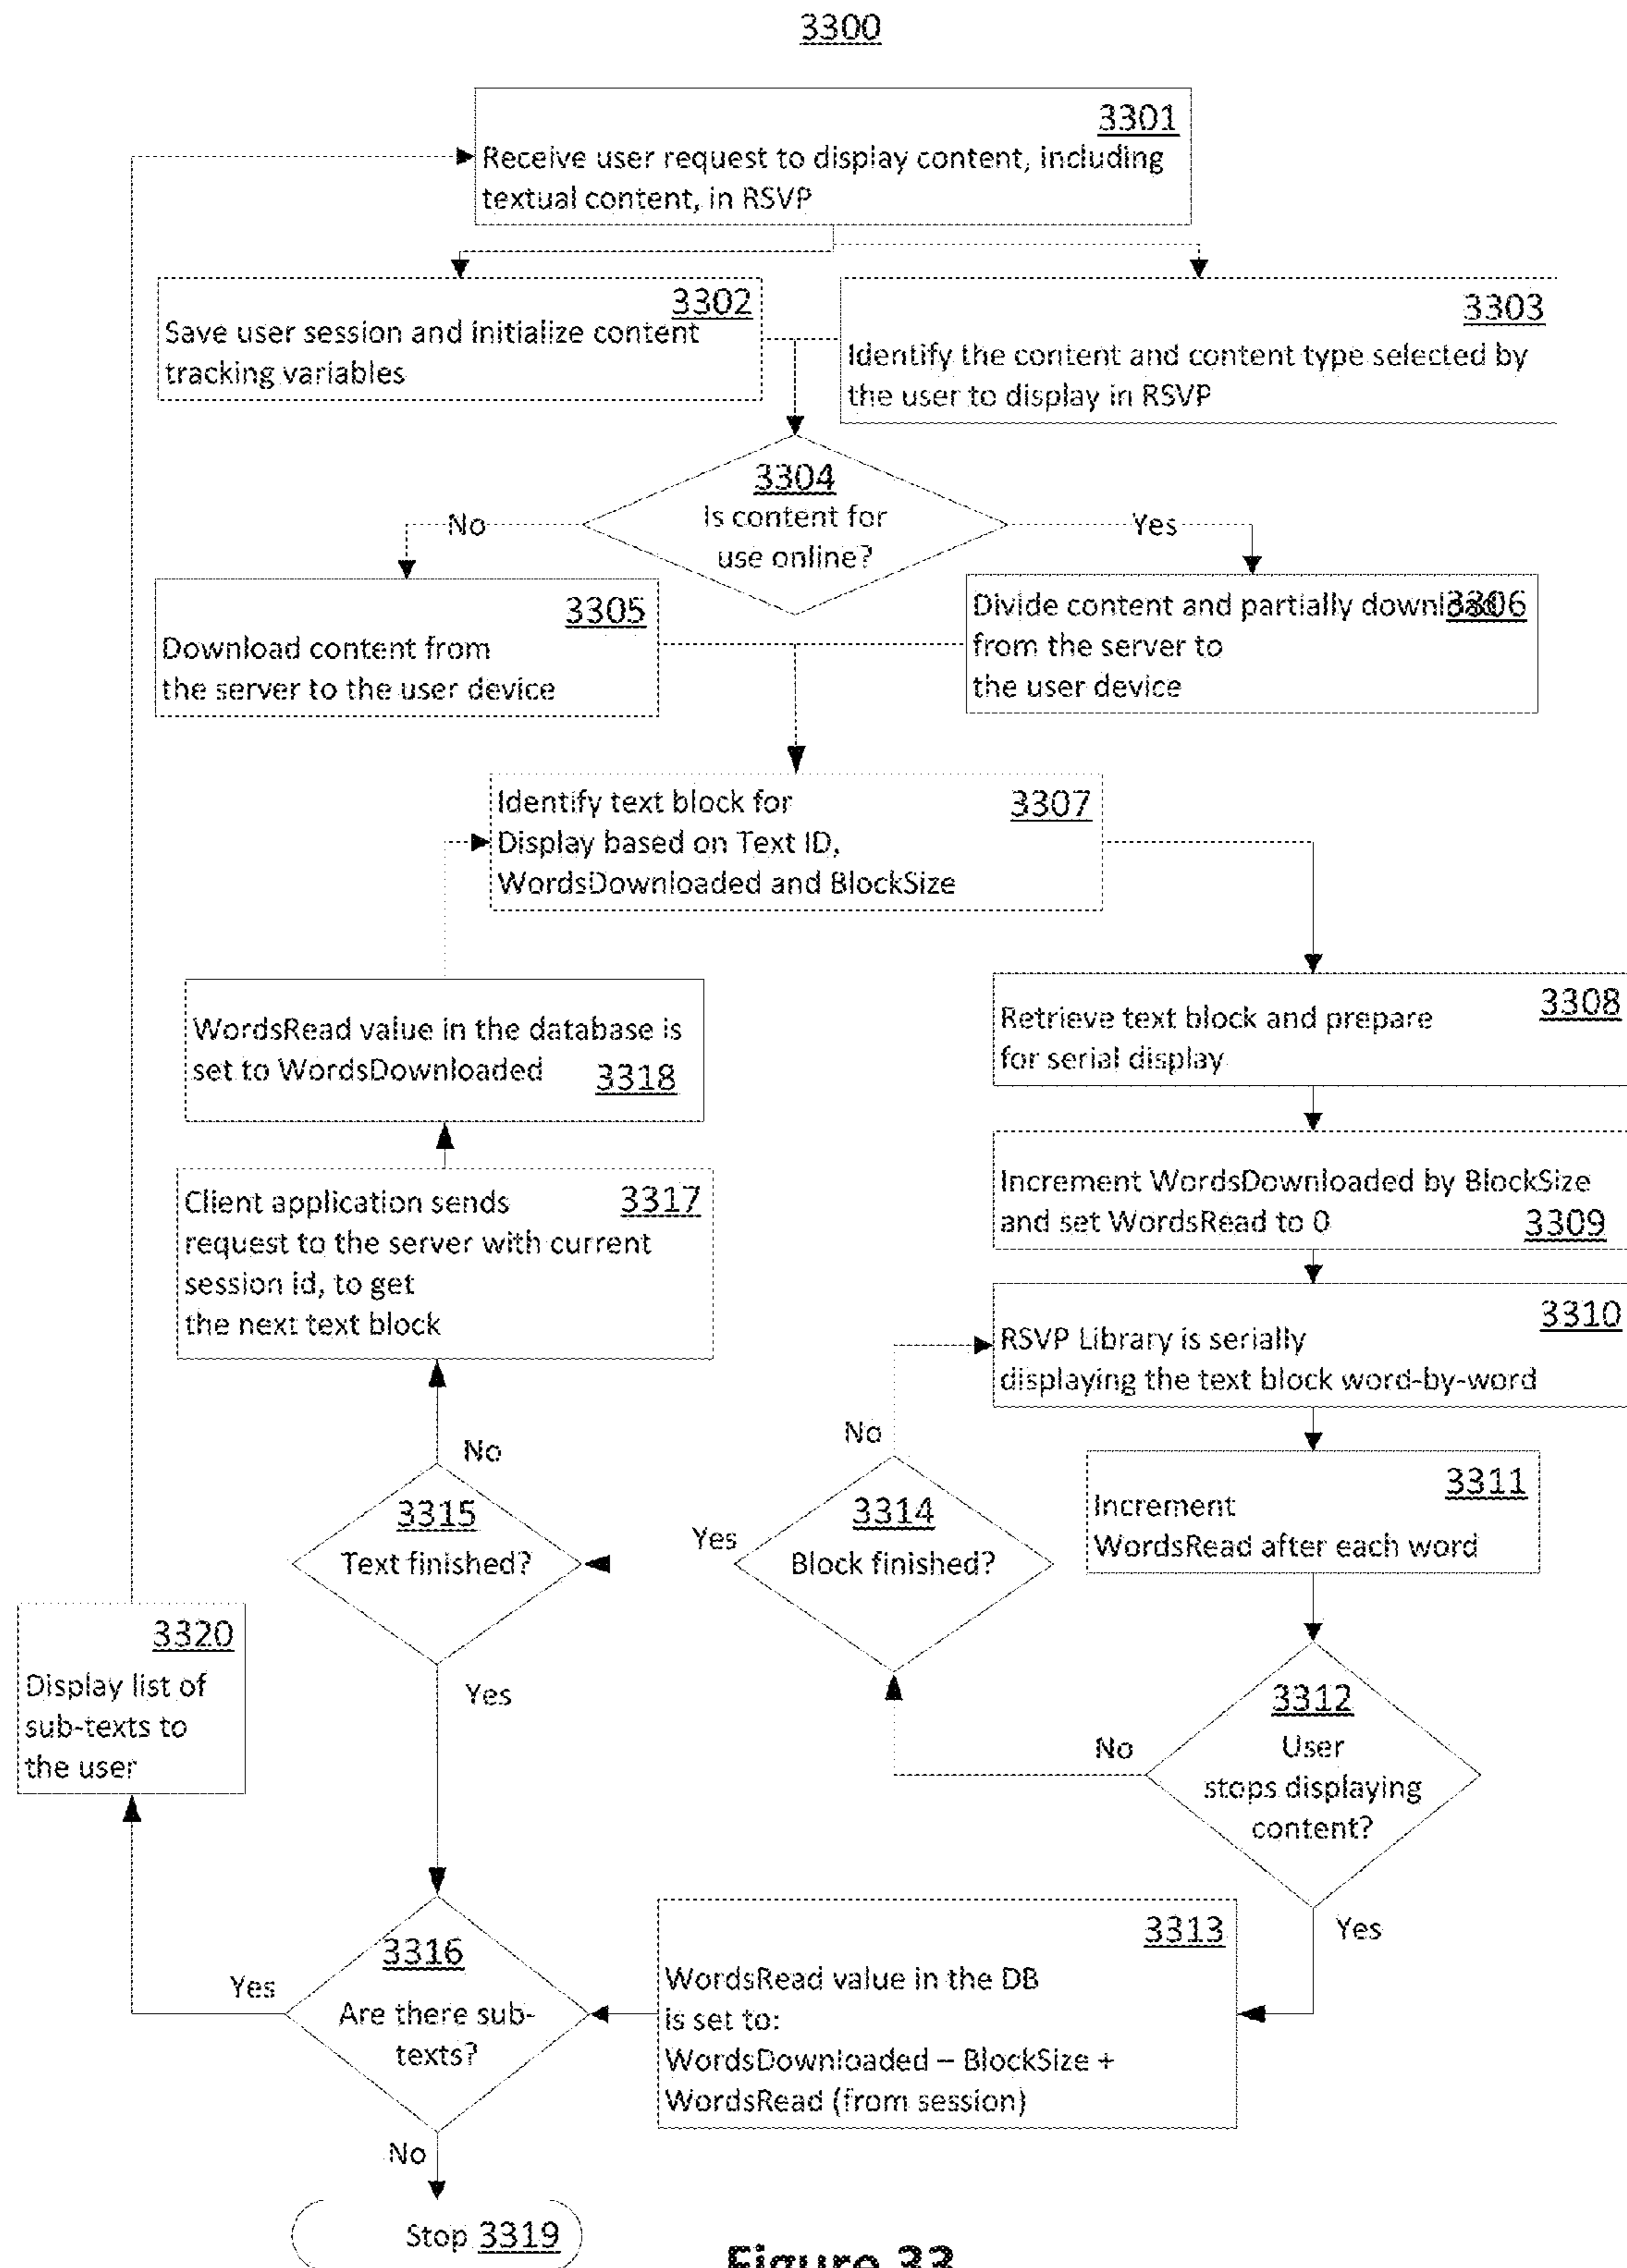 3300
3301
Receive user request to display content, including
textual content, in RSVP
3302
Save user session and initialize content
tracking variables
3303
Identify the content and content type selected by
the user to display in RSVP
3304
Is content for
use online?
No
Yes
3305
Download content from
the server to the user device
3306
Divide content and partially download
from the server to
the user device
3307
Identify text block for
Display based on Text ID,
WordsDownloaded and BlockSize
3308
Retrieve text block and prepare
for serial display
WordsRead value in the database is
set to WordsDownloaded
3318
Increment WordsDownloaded by BlockSize
and set WordsRead to 0
3309
3317
Client application sends
request to the server with current
session id, to get
the next text block
3310
RSVP Library is serially
displaying the text block word-by-word
No
No
3311
Increment
WordsRead after each word
3315
Text finished?
Yes
3314
Block finished?
3320
Display list of
sub-texts to
the user
Yes
No
3312
User
stops displaying
content?
Yes
3313
WordsRead value in the DB
is set to:
WordsDownloaded – BlockSize +
WordsRead (from session)
Yes
3316
Are there sub-
texts?
No
Stop 3319
Figure 33